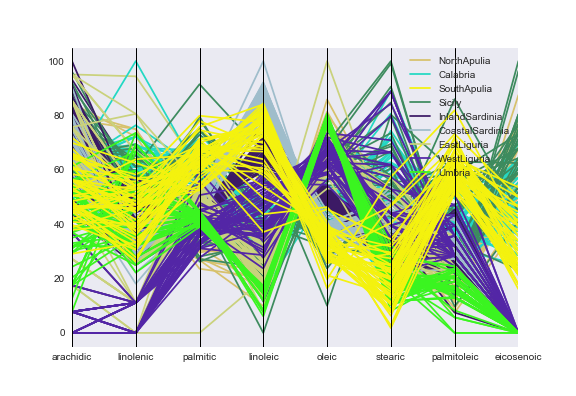 100
80
60
40
20
0
arachidic linolenic palmitic linoleic oleic stearic palmitoleic eicosenoic
NorthApulia
Calabria
SouthApulia
Sicily
InlandSardinia
CoastalSardinia
EastLiguria
WestLiguria
Umbria